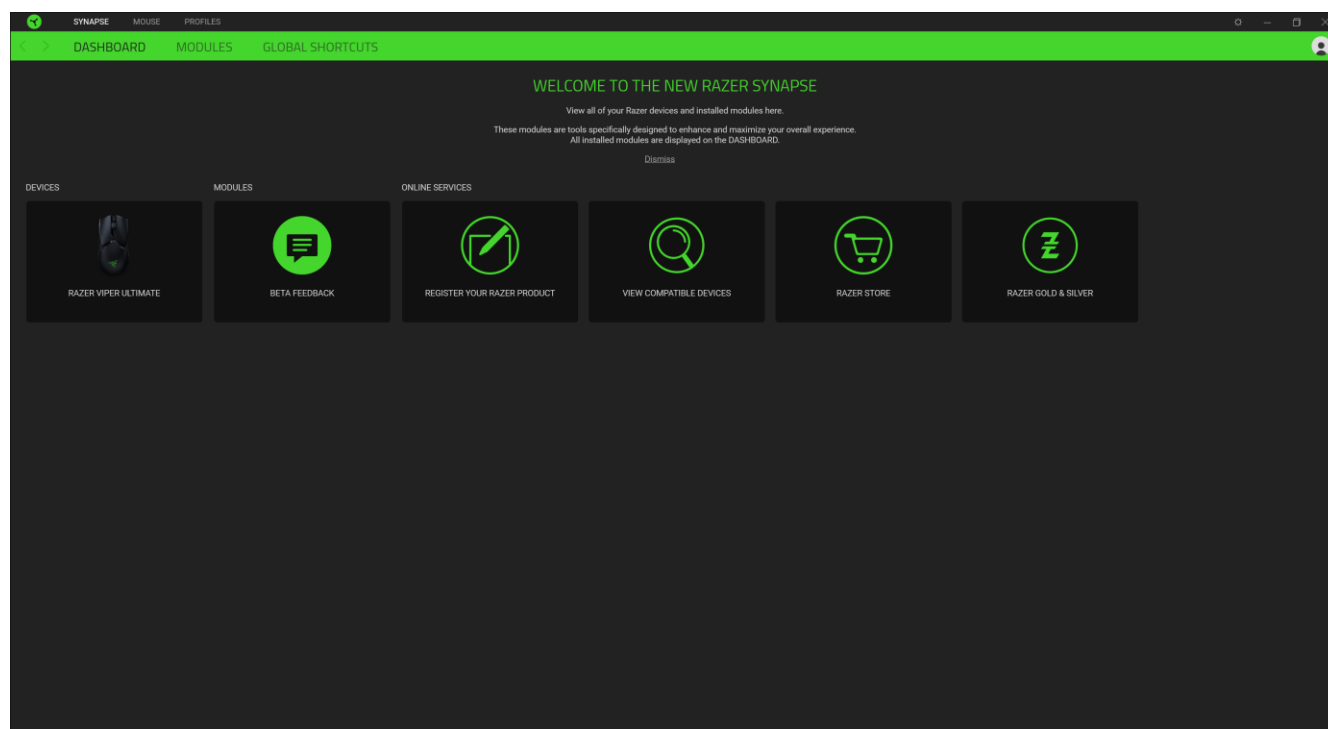 SYNAPSE MOUSE PROFILES
DASHBOARD MODULES GLOBAL SHORTCUTS
WELCOME TO THE NEW RAZER SYNAPSE
View all of your Razer devices and installed modules here.
These modules are tools specifically designed to enhance and maximize your overall experience.
All installed modules are displayed on the DASHBOARD.
Dismiss
DEVICES MODULES ONLINE SERVICES
RAZER VIPER ULTIMATE BETA FEEDBACK REGISTER YOUR RAZER PRODUCT VIEW COMPATIBLE DEVICES RAZER STORE RAZER GOLD & SILVER